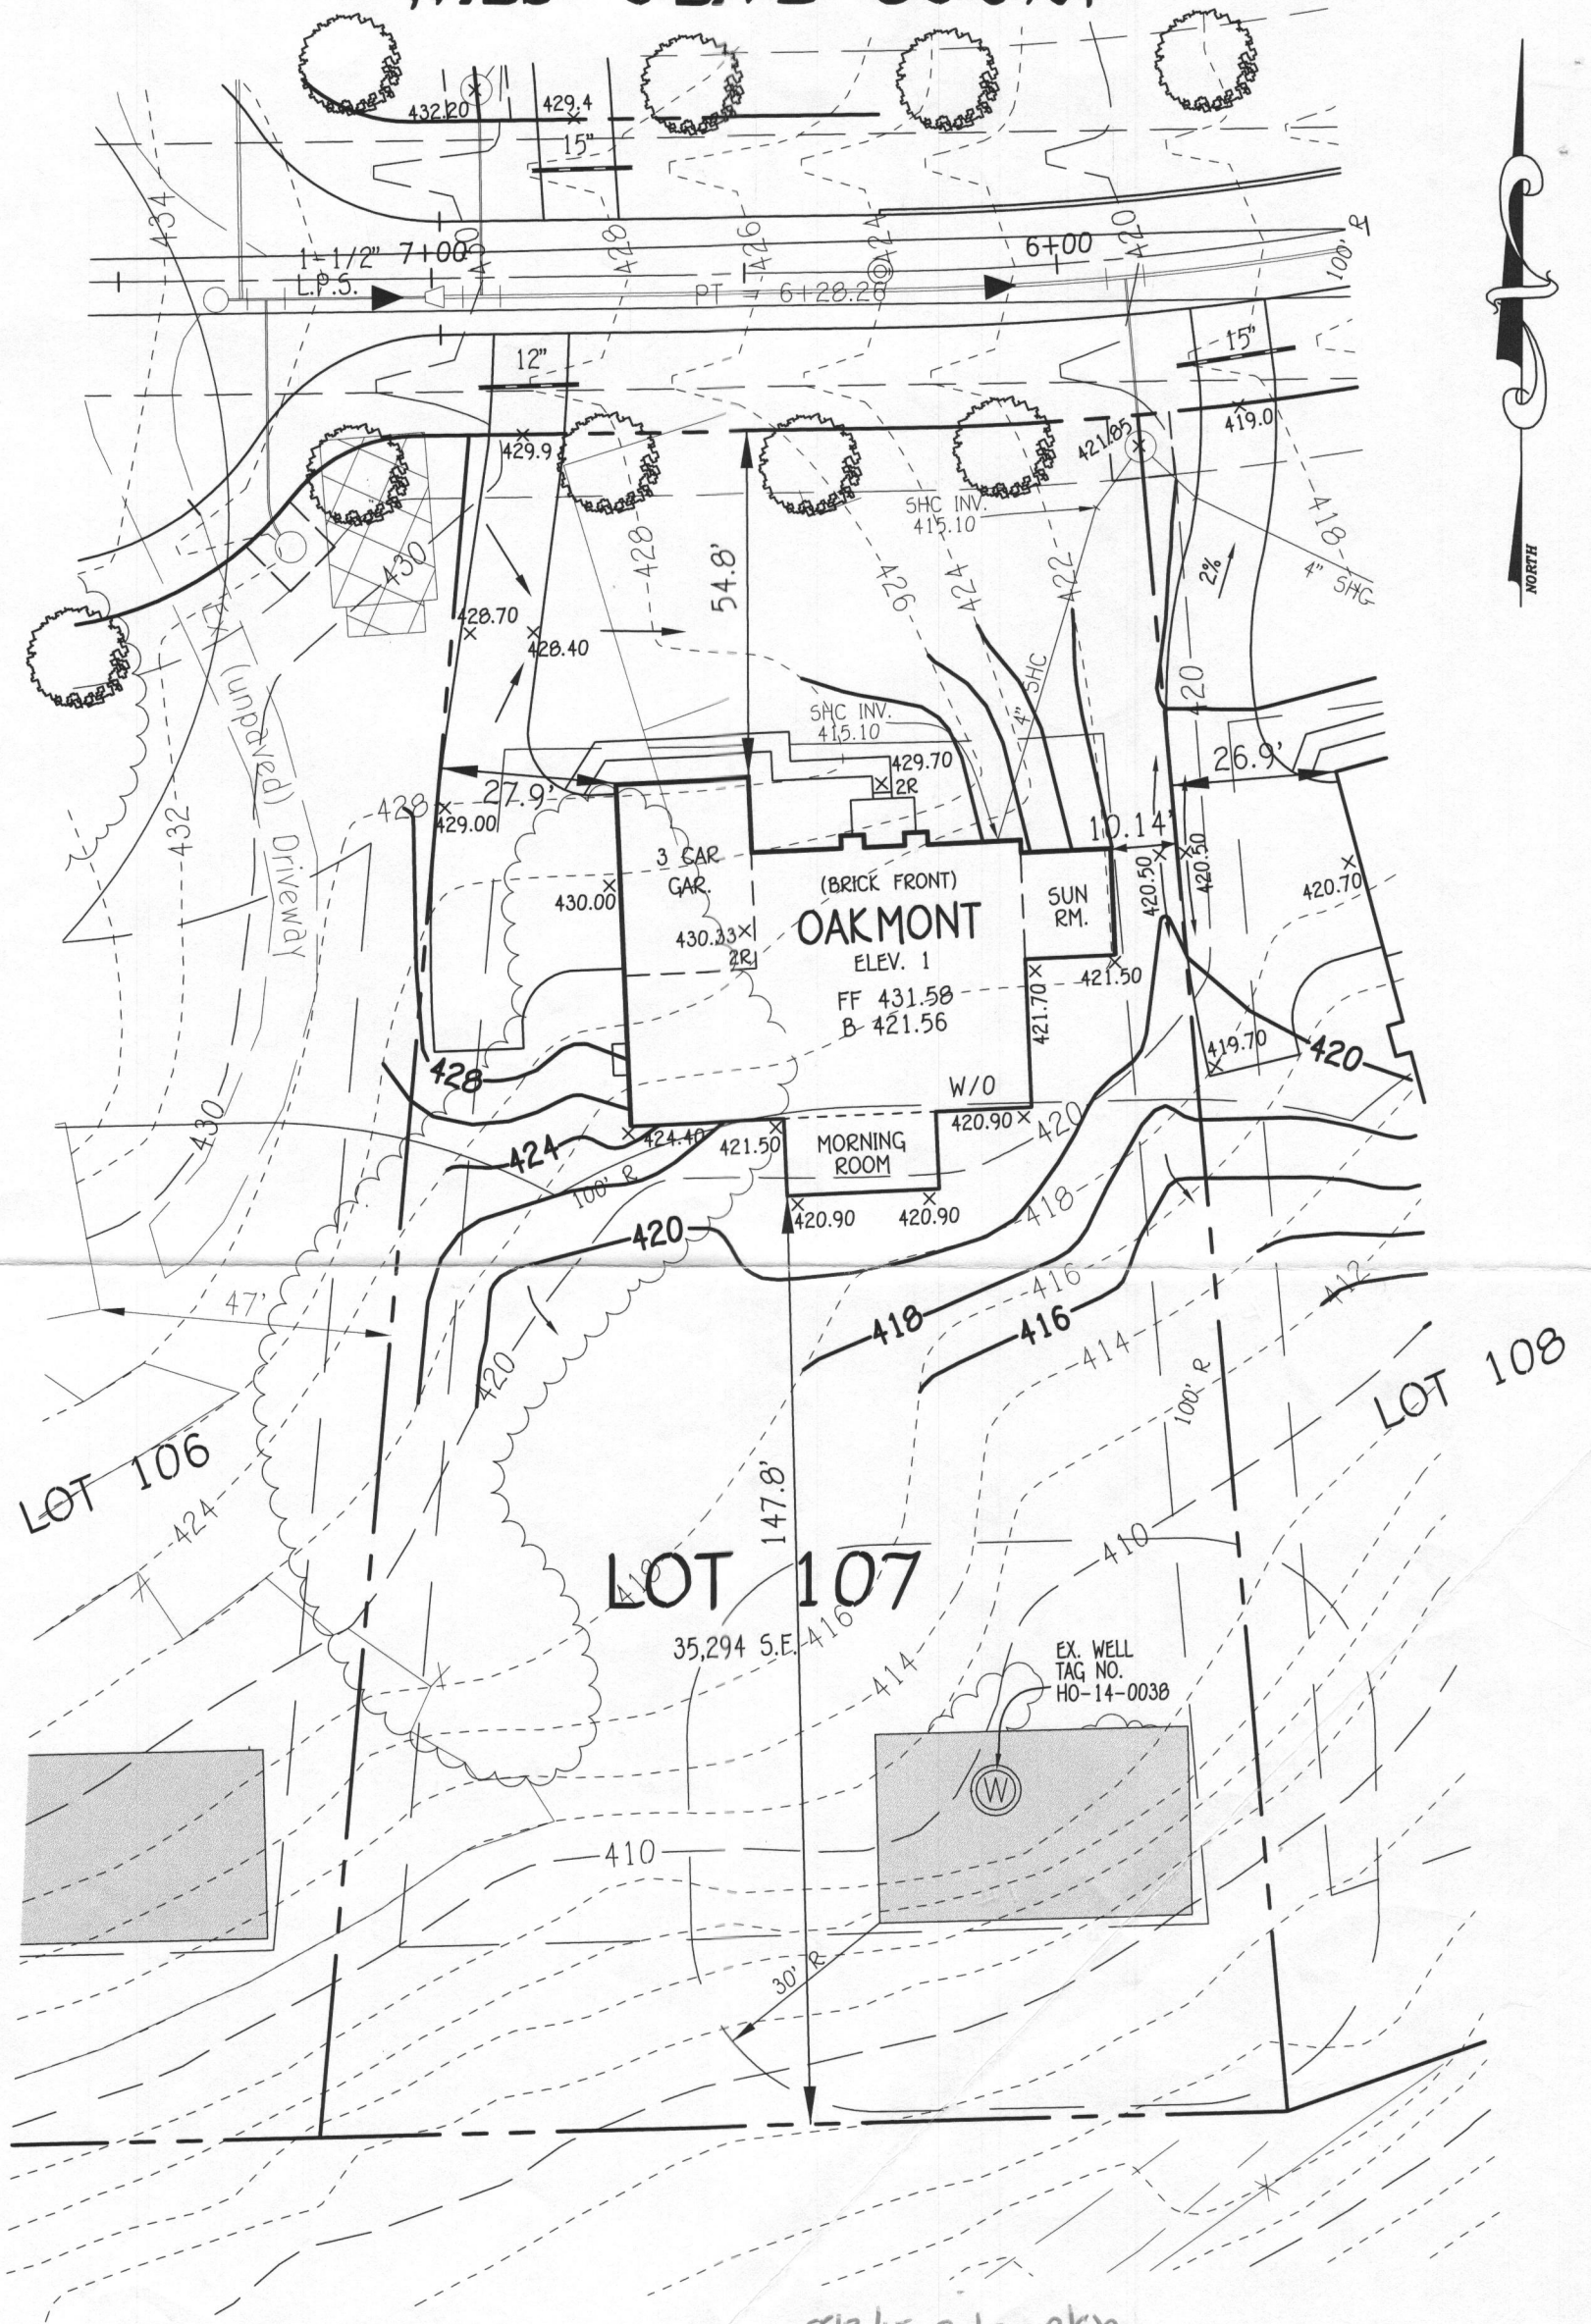 432.20
429.4
15"
434
1-1/2"
L.P.S.
7+00
430
428
426
424
6+00
420
100' R
PT = 6+28.26
12"
15"
429.9
421.85
419.0
SHC INV.
415.10
418
4" SHC
2%
NORTH
430
428
54.8'
426
424
422
428.70
428.40
(unpaved) Driveway
4" SHC
420
SHC INV.
415.10
429.70
2R
27.9'
26.9'
428
429.00
432
10.14'
3 CAR
GAR.
(BRICK FRONT)
OAKMONT
ELEV. 1
FF 431.58
B 421.56
SUN
RM.
420.50
420.50
420.70
430.00
430.33
2R
421.50
421.70
419.70
420
428
W/O
420.90
420
430
424
424.40
421.50
MORNING
ROOM
100' R
420.90
420.90
418
420
416
412
47'
418
416
414
420
100' R
LOT 108
LOT 106
424
147.8'
410
LOT 107
418
35,294 S.F.
416
414
EX. WELL
TAG NO.
HO-14-0038
W
410
30' R